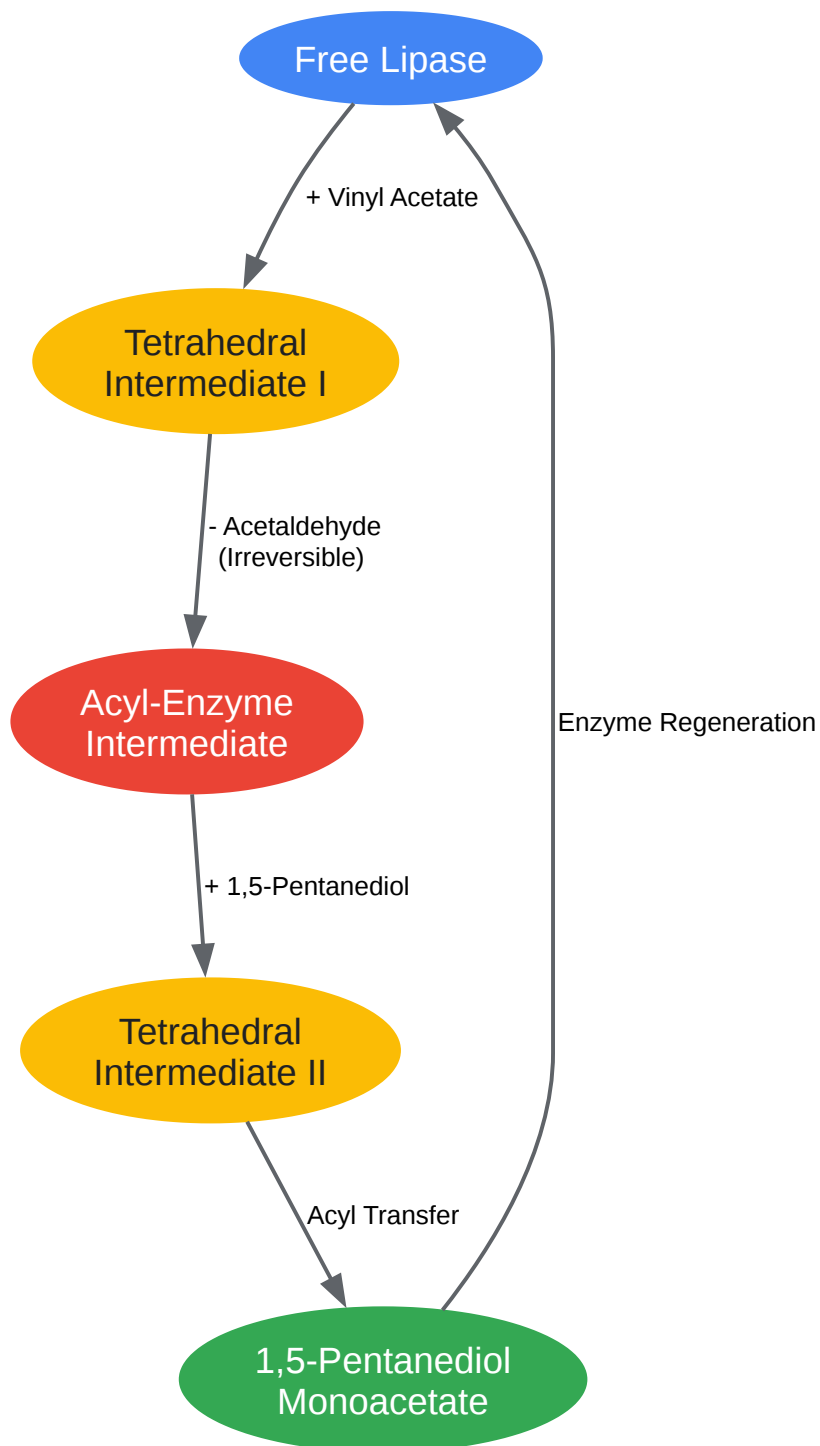 Free Lipase
+ Vinyl Acetate
Tetrahedral
Intermediate I
- Acetaldehyde
(Irreversible)
Acyl-Enzyme
Intermediate
Enzyme Regeneration
+ 1,5-Pentanediol
Tetrahedral
Intermediate II
Acyl Transfer
1,5-Pentanediol
Monoacetate